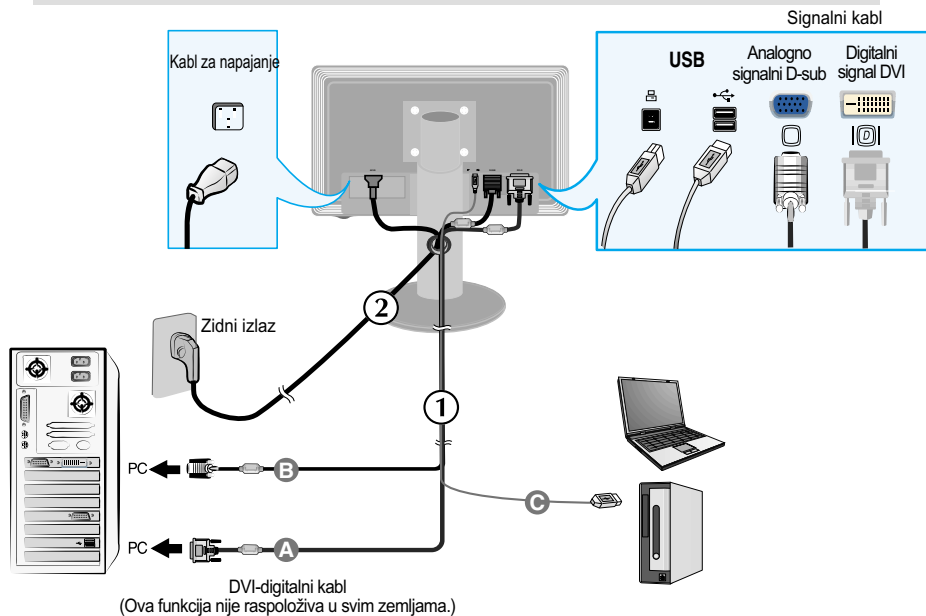 Signalni kabl
Kabl za napajanje
USB
Analogno
signalni D-sub
Digitalni
signal DVI
D
2
Zidni izlaz
1
PC
B
C
PC
A
DVI-digitalni kabl
(Ova funkcija nije raspoloživa u svim zemljama.)